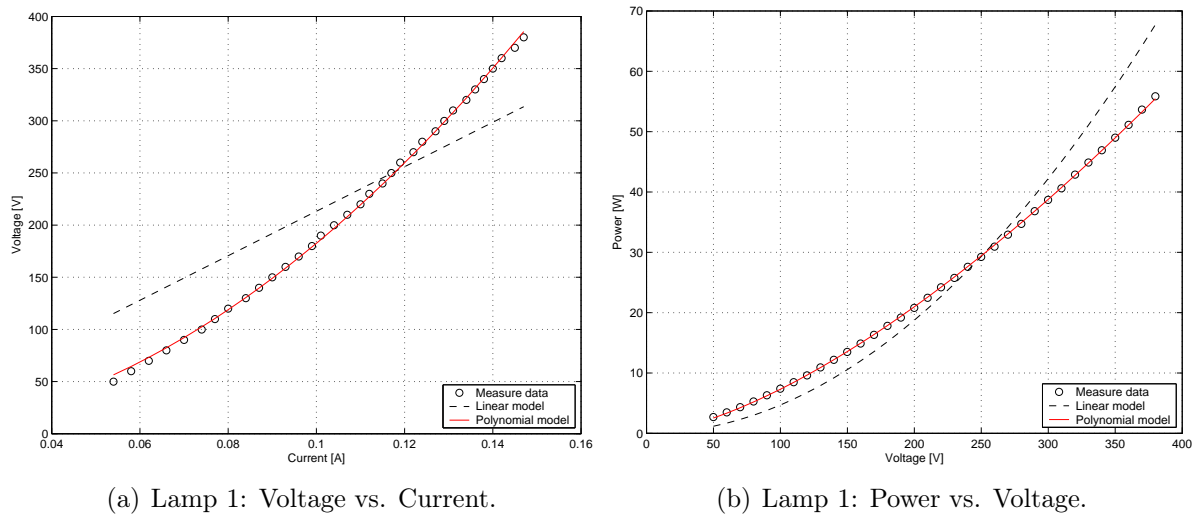 400
350
300
250
200
150
100
50
0
Voltage [V]
0.04 0.06 0.08 0.1 0.12 0.14 0.16
Current [A]
Measure data
Linear model
Polynomial model
(a) Lamp 1: Voltage vs. Current.
70
60
50
40
30
20
10
0
Power [W]
0 50 100 150 200 250 300 350 400
Voltage [V]
Measure data
Linear model
Polynomial model
(b) Lamp 1: Power vs. Voltage.